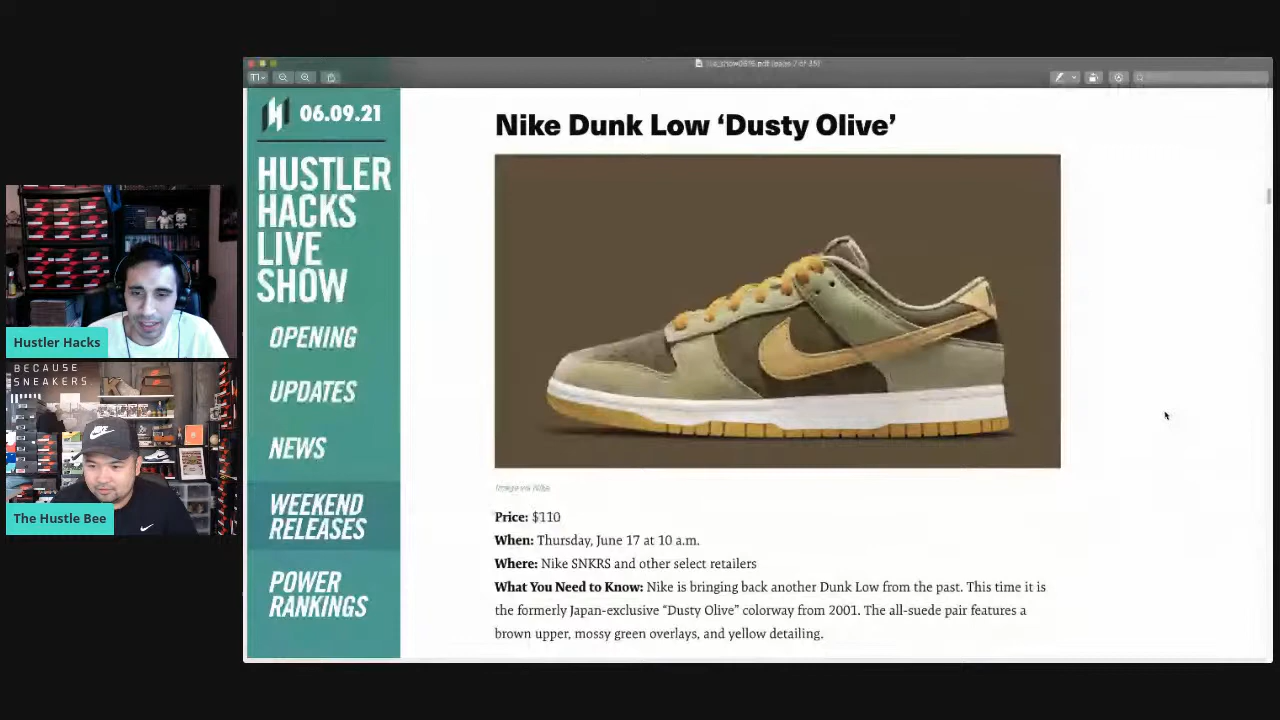 06.09.21
HUSTLER
HACKS
LIVE
SHOW
OPENING
UPDATES
NEWS
WEEKEND
RELEASES
POWER
RANKINGS
Nike Dunk Low ‘Dusty Olive’
Image via Nike
Price: $110
When: Thursday, June 17 at 10 a.m.
Where: Nike SNKRS and other select retailers
What You Need to Know: Nike is bringing back another Dunk Low from the past. This time it is
the formerly Japan-exclusive “Dusty Olive” colorway from 2001. The all-suede pair features a
brown upper, mossy green overlays, and yellow detailing.
Hustler Hacks
BECAUSE
SNEAKERS
The Hustle Bee